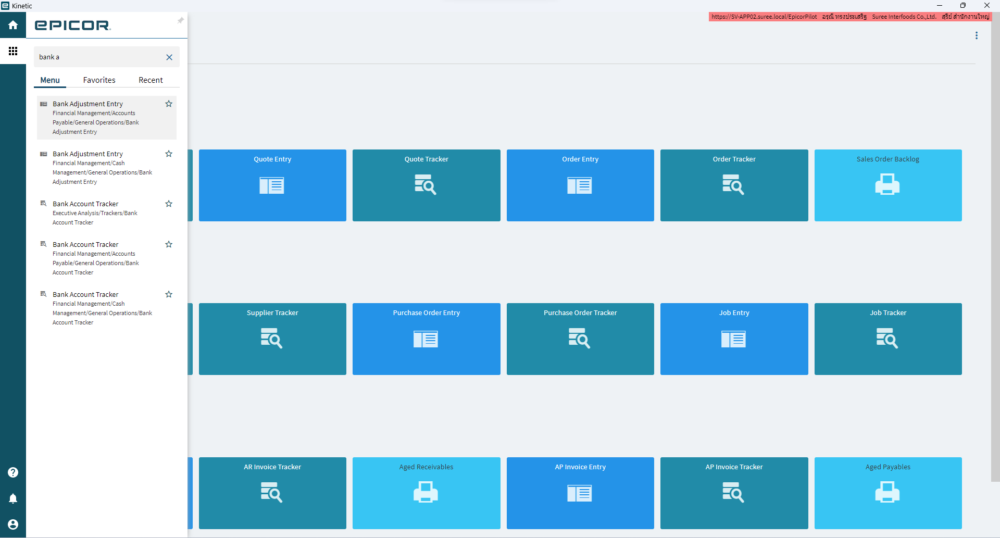 Kinetic
https://SV-APP02.suree.local/EpicorPilot อรุณี ทรงประเสริฐ Suree Interfoods Co.,Ltd. สุรีย์ สำนักงานใหญ่
EPICOR
bank a
Menu Favorites Recent
Bank Adjustment Entry
Financial Management/Accounts
Payable/General Operations/Bank
Adjustment Entry
Bank Adjustment Entry
Financial Management/Cash
Management/General Operations/Bank
Adjustment Entry
Bank Account Tracker
Executive Analysis/Trackers/Bank
Account Tracker
Bank Account Tracker
Financial Management/Accounts
Payable/General Operations/Bank
Account Tracker
Bank Account Tracker
Financial Management/Cash
Management/General Operations/Bank
Account Tracker
Quote Entry
Quote Tracker
Order Entry
Order Tracker
Sales Order Backlog
Supplier Tracker
Purchase Order Entry
Purchase Order Tracker
Job Entry
Job Tracker
AR Invoice Tracker
Aged Receivables
AP Invoice Entry
AP Invoice Tracker
Aged Payables